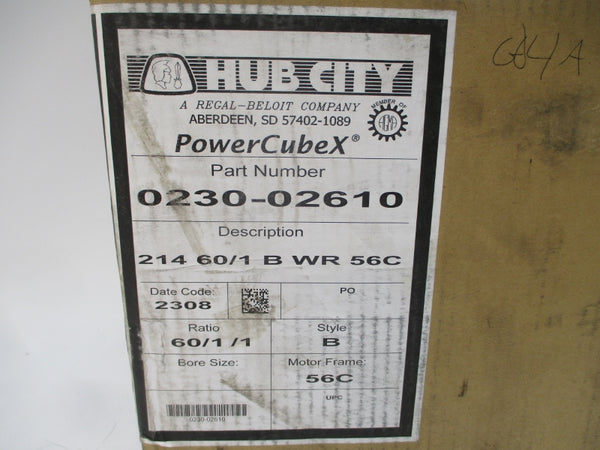 HUB CITY
A REGAL-BELOIT COMPANY
ABERDEEN, SD 57402-1089
MEMBER OF
AGMA
PowerCubeX®
Part Number
0230-02610
Description
214 60/1 B WR 56C
Date Code:
2308
PO
Ratio
60/1 /1
Style
B
Bore Size:
Motor Frame:
56C
UPC
0230-02610